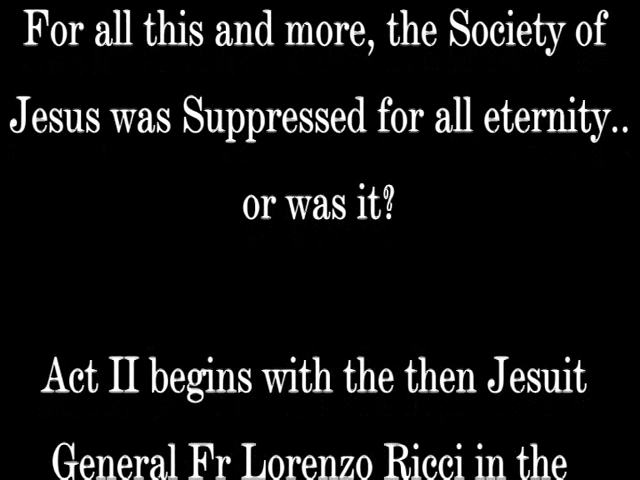 For all this and more, the Society of
Jesus was Suppressed for all eternity..
or was it?
Act II begins with the then Jesuit
General Fr Lorenzo Ricci in the